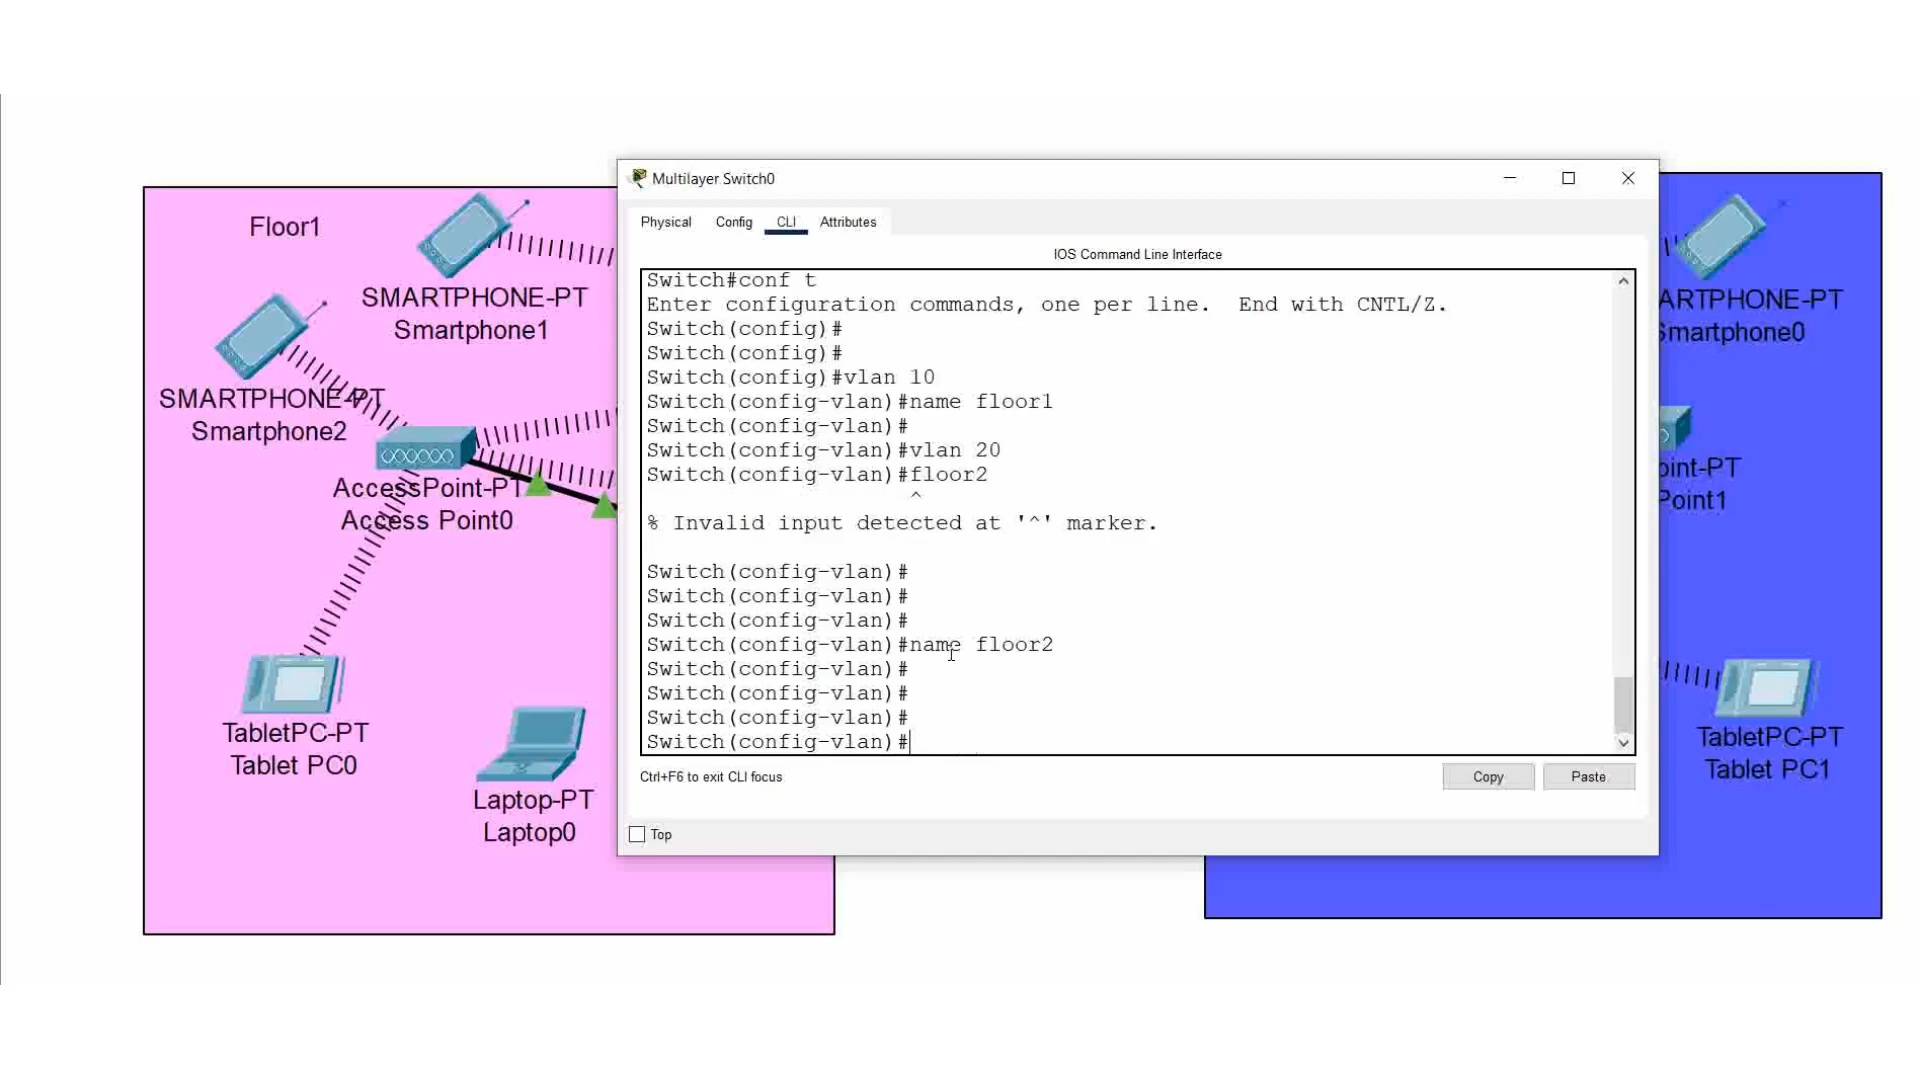 Multilayer Switch0
Physical Config CLI Attributes
IOS Command Line Interface
Switch#conf t
Enter configuration commands, one per line. End with CNTL/Z.
Switch(config)#
Switch(config)#
Switch(config)#vlan 10
Switch(config-vlan)#name floor1
Switch(config-vlan)#
Switch(config-vlan)#vlan 20
Switch(config-vlan)#floor2
^
% Invalid input detected at '^' marker.
Switch(config-vlan)#
Switch(config-vlan)#
Switch(config-vlan)#
Switch(config-vlan)#name floor2
Switch(config-vlan)#
Switch(config-vlan)#
Switch(config-vlan)#
Switch(config-vlan)#
Ctrl+F6 to exit CLI focus
Copy Paste
Top
Floor1
SMARTPHONE-PT
Smartphone1
SMARTPHONE-PT
Smartphone2
AccessPoint-PT
Access Point0
TabletPC-PT
Tablet PC0
Laptop-PT
Laptop0
ARTPHONE-PT
Smartphone0
oint-PT
Point1
TabletPC-PT
Tablet PC1